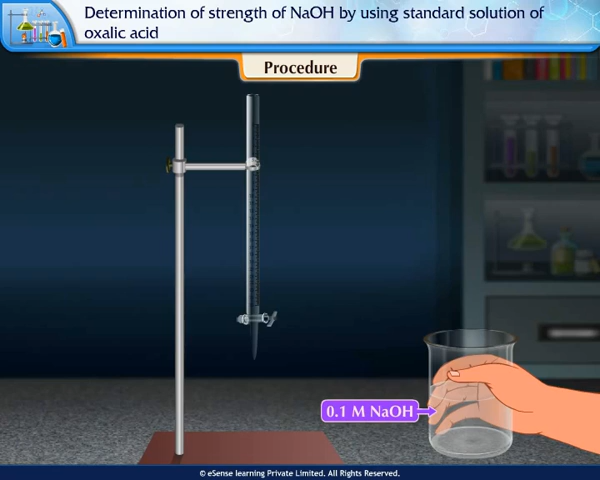 Determination of strength of NaOH by using standard solution of
oxalic acid
Procedure
0.1 M NaOH
© eSense learning Private Limited. All Rights Reserved.